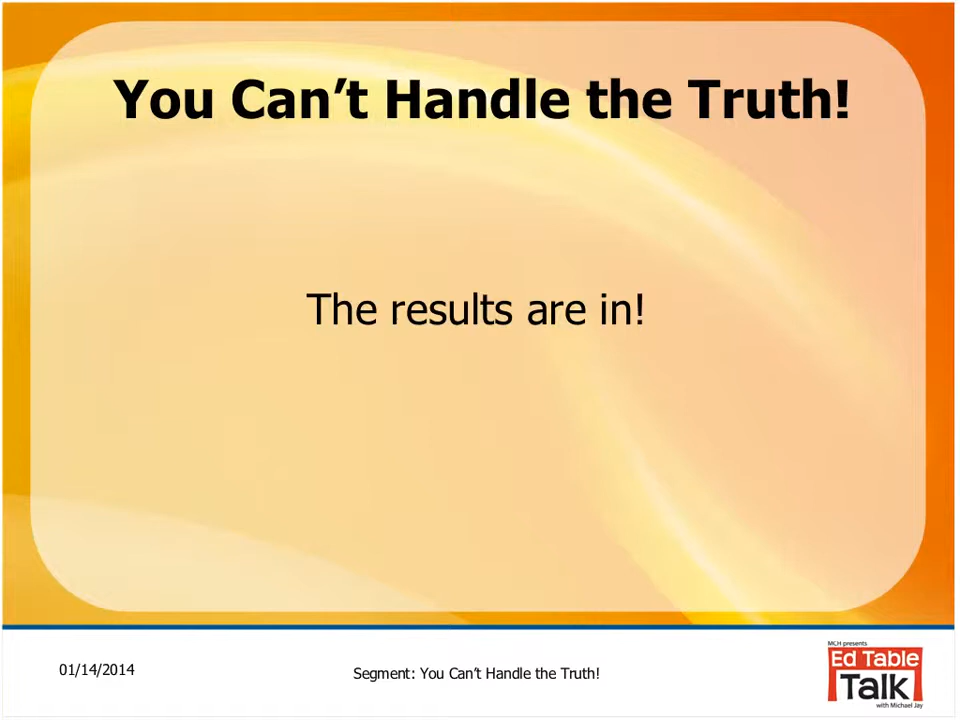 You Can’t Handle the Truth!
The results are in!
01/14/2014
Segment: You Can’t Handle the Truth!
MCH presents
Ed Table
Talk
with Michael Jay